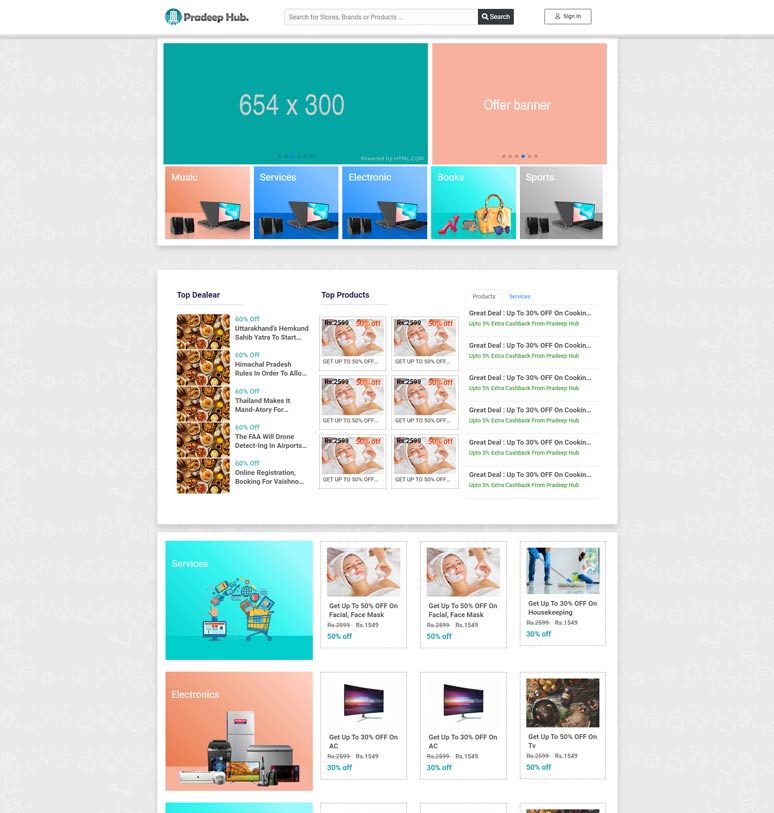 Pradeep Hub.
Search for Stores, Brands or Products ...
Search
Sign In
654 x 300
Powered by HTML.COM
Offer banner
Music
Services
Electronic
Books
Sports
Top Dealear
60% Off
Uttarakhand's Hemkund
Sahib Yatra To Start...
60% Off
Himachal Pradesh
Rules In Order To Allo...
60% Off
Thailand Makes It
Mand-Atory For...
60% Off
The FAA Will Drone
Detect-Ing In Airports...
60% Off
Online Registration,
Booking For Vaishno...
Top Products
Rs.2599 50% off
GET UP TO 50% OFF...
Rs.2599 50% off
GET UP TO 50% OFF...
Rs.2599 50% off
GET UP TO 50% OFF...
Rs.2599 50% off
GET UP TO 50% OFF...
Rs.2599 50% off
GET UP TO 50% OFF...
Rs.2599 50% off
GET UP TO 50% OFF...
Products Services
Great Deal : Up To 30% OFF On Cookin...
Upto 5% Extra Cashback From Pradeep Hub
Great Deal : Up To 30% OFF On Cookin...
Upto 5% Extra Cashback From Pradeep Hub
Great Deal : Up To 30% OFF On Cookin...
Upto 5% Extra Cashback From Pradeep Hub
Great Deal : Up To 30% OFF On Cookin...
Upto 5% Extra Cashback From Pradeep Hub
Great Deal : Up To 30% OFF On Cookin...
Upto 5% Extra Cashback From Pradeep Hub
Great Deal : Up To 30% OFF On Cookin...
Upto 5% Extra Cashback From Pradeep Hub
Services
Get Up To 50% OFF On
Facial, Face Mask
Rs.2599 Rs.1549
50% off
Get Up To 50% OFF On
Facial, Face Mask
Rs.2599 Rs.1549
50% off
Get Up To 30% OFF On
Housekeeping
Rs.2599 Rs.1549
30% off
Electronics
Get Up To 30% OFF On
AC
Rs.2599 Rs.1549
30% off
Get Up To 30% OFF On
AC
Rs.2599 Rs.1549
30% off
Get Up To 50% OFF On
Tv
Rs.2599 Rs.1549
50% off